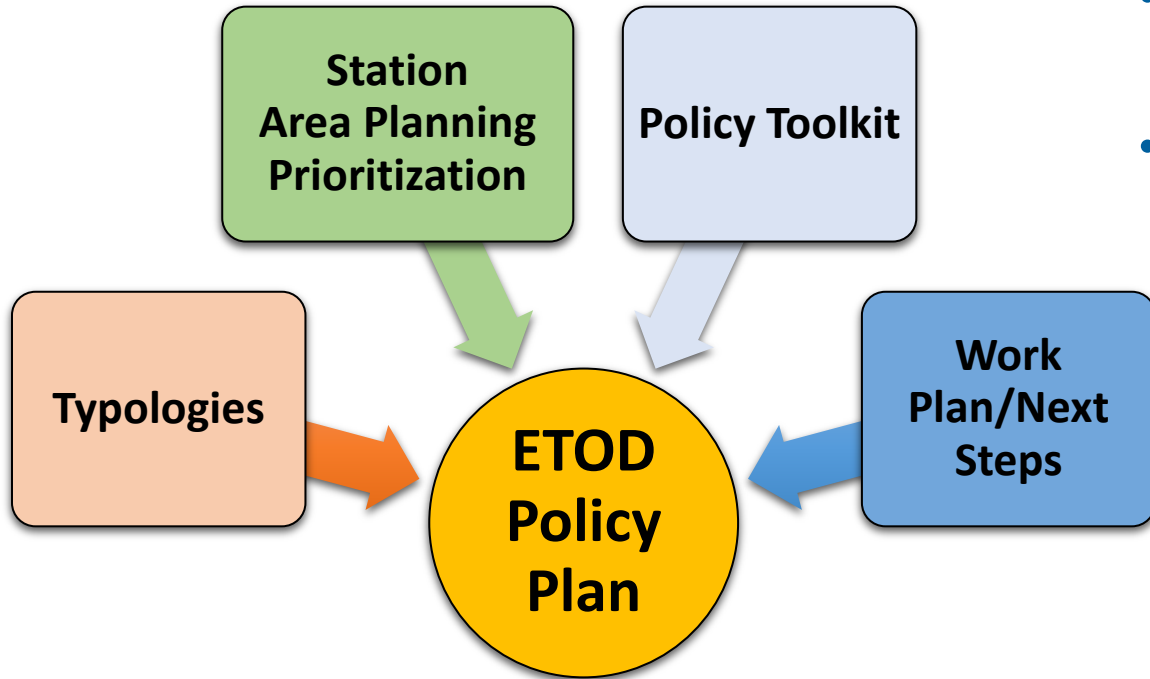 Station
Area Planning
Prioritization
Policy Toolkit
Typologies
Work
Plan/Next
Steps
ETOD
Policy
Plan